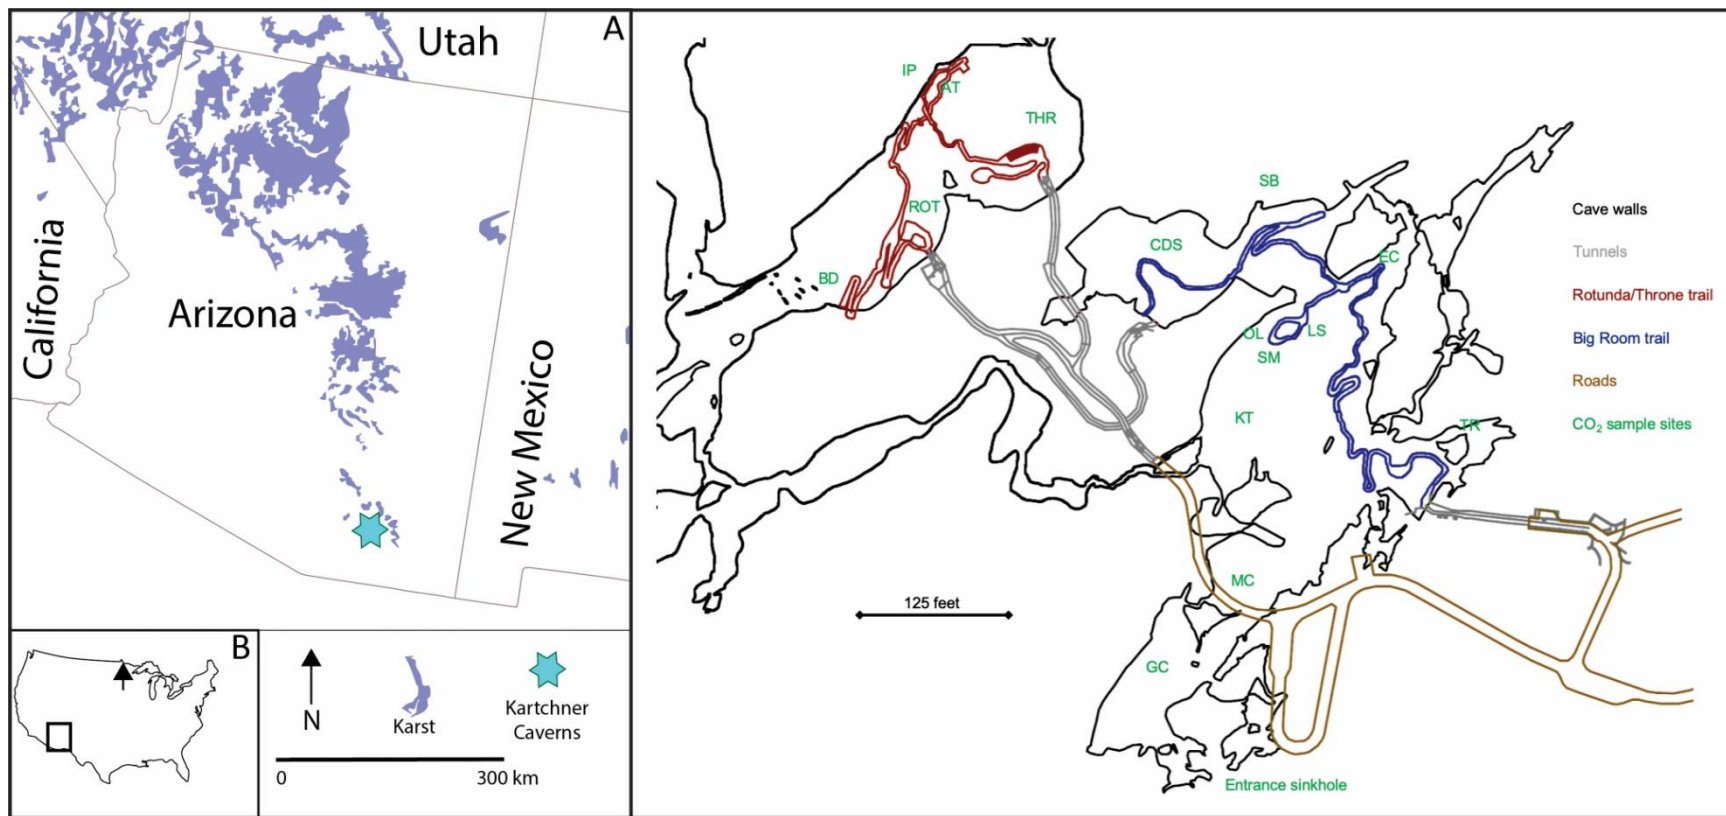 A
Utah
California
Arizona
New Mexico
B
N
Karst
Kartchner
Caverns
0
300 km
IP
AT
THR
ROT
BD
SB
CDS
EC
OL
LS
SM
KT
TR
MC
GC
125 feet
Entrance sinkhole
Cave walls
Tunnels
Rotunda/Throne trail
Big Room trail
Roads
CO₂ sample sites